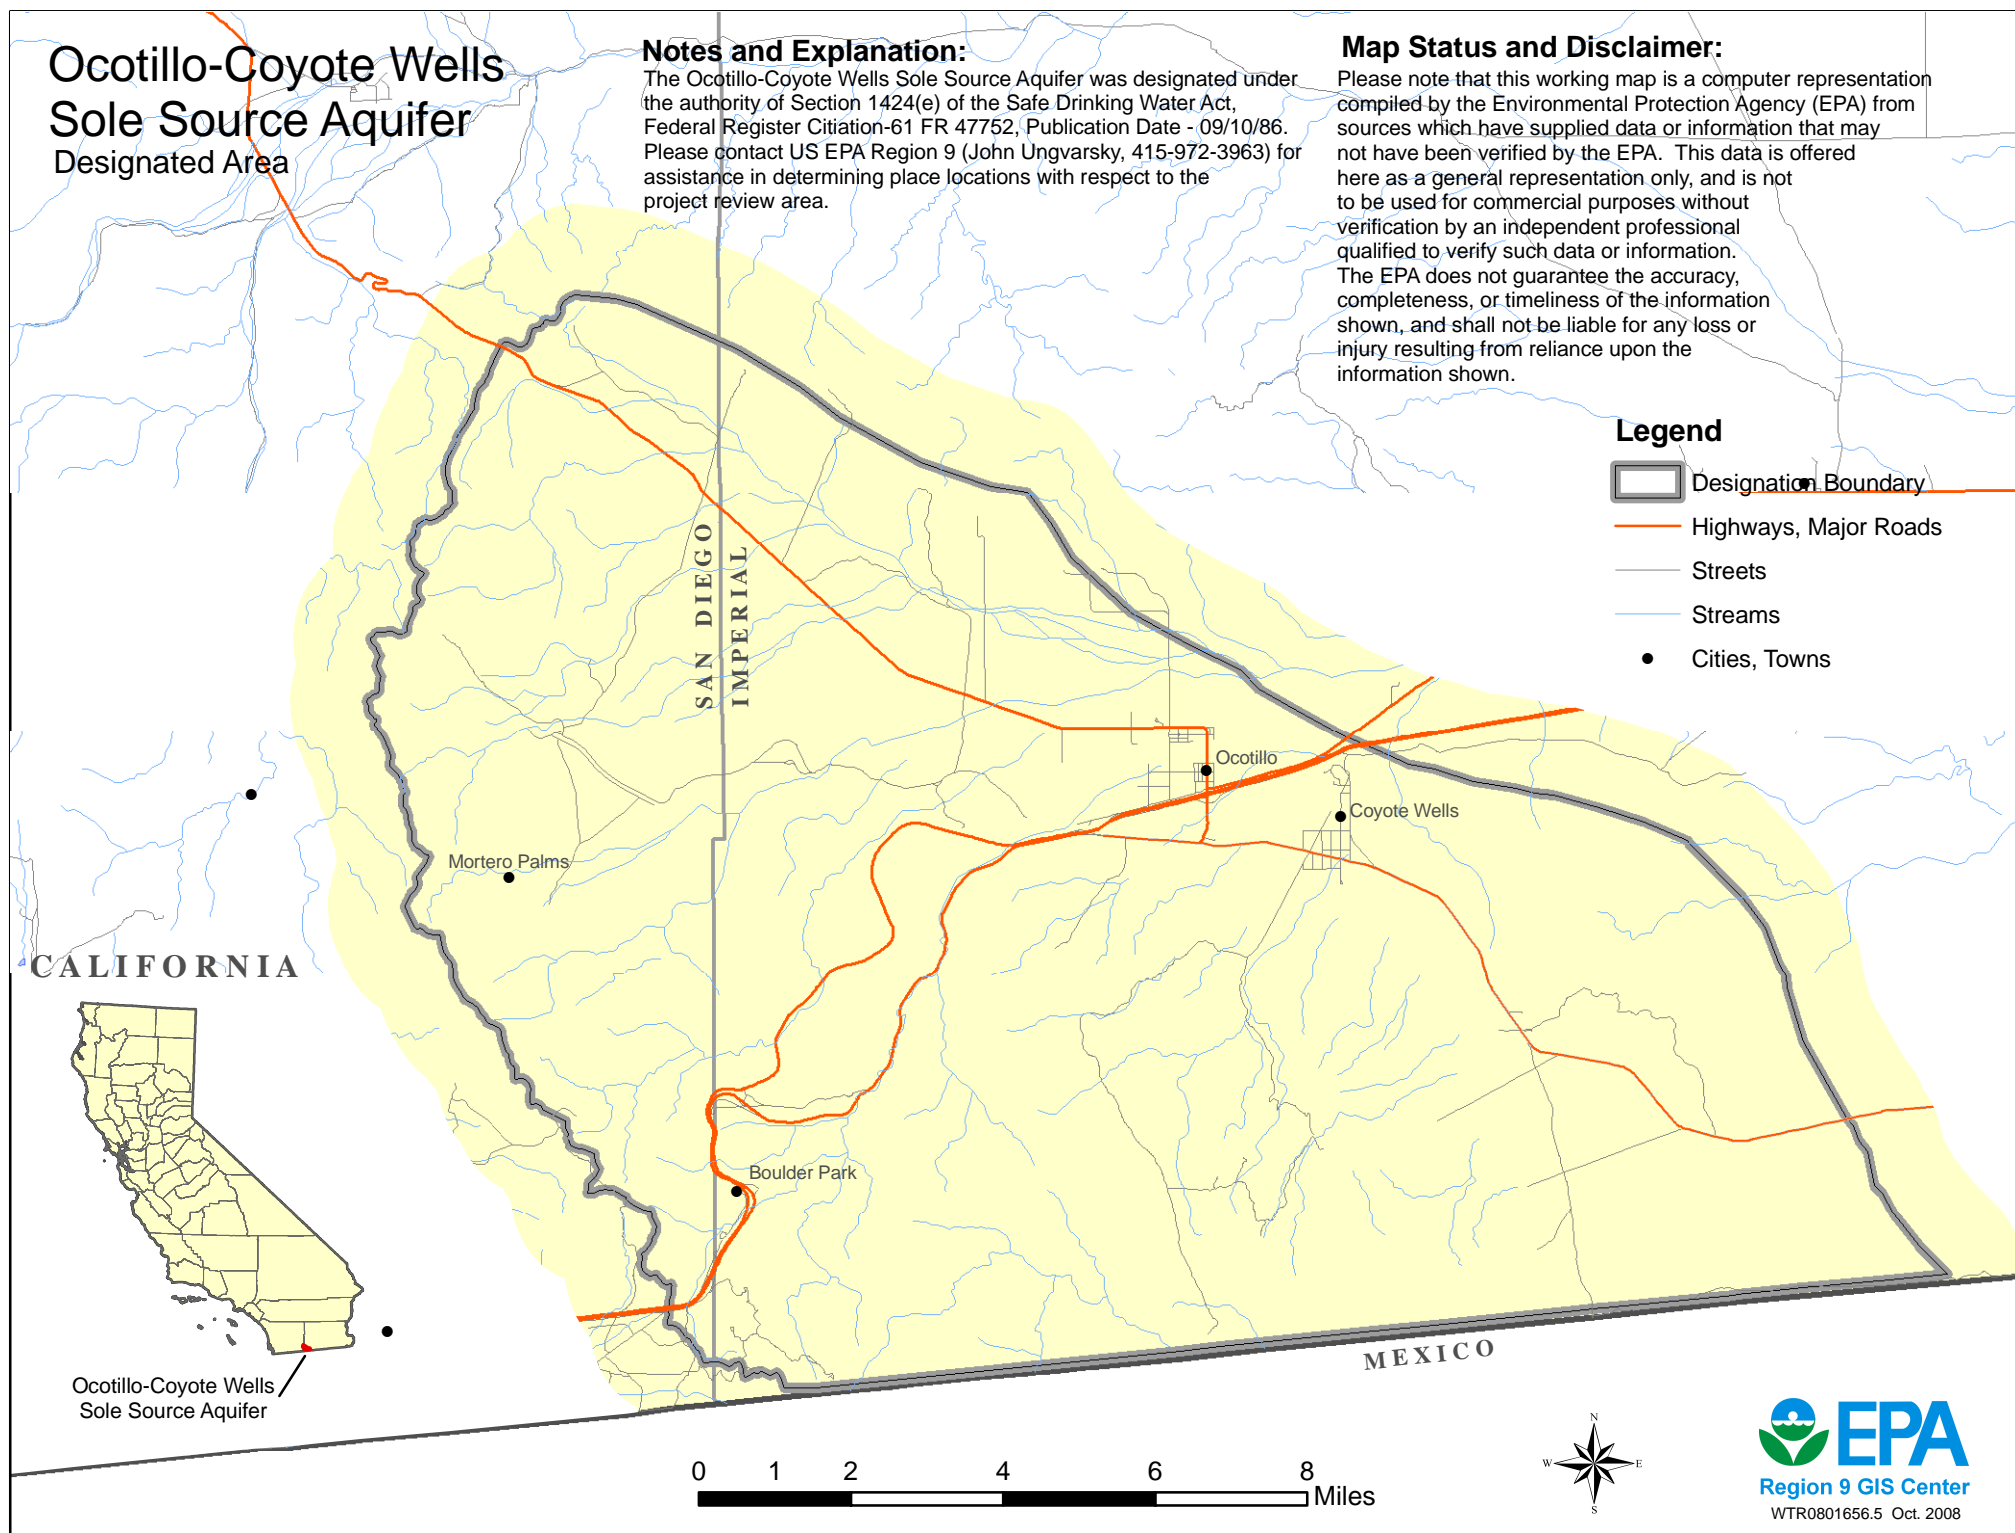 Ocotillo-Coyote Wells
Sole Source Aquifer
Designated Area
Notes and Explanation:
The Ocotillo-Coyote Wells Sole Source Aquifer was designated under
the authority of Section 1424(e) of the Safe Drinking Water Act,
Federal Register Citiation-61 FR 47752, Publication Date - 09/10/86.
Please contact US EPA Region 9 (John Ungvarsky, 415-972-3963) for
assistance in determining place locations with respect to the
project review area.
Map Status and Disclaimer:
Please note that this working map is a computer representation
compiled by the Environmental Protection Agency (EPA) from
sources which have supplied data or information that may
not have been verified by the EPA.  This data is offered
here as a general representation only, and is not
to be used for commercial purposes without
verification by an independent professional
qualified to verify such data or information.
The EPA does not guarantee the accuracy,
completeness, or timeliness of the information
shown, and shall not be liable for any loss or
injury resulting from reliance upon the
information shown.
Legend
Designation Boundary
Highways, Major Roads
Streets
Streams
Cities, Towns
SAN DIEGO
IMPERIAL
Ocotillo
Coyote Wells
Mortero Palms
Boulder Park
CALIFORNIA
Ocotillo-Coyote Wells
Sole Source Aquifer
MEXICO
0 1 2 4 6 8
Miles
N
W E
S
EPA
Region 9 GIS Center
WTR0801656.5  Oct. 2008